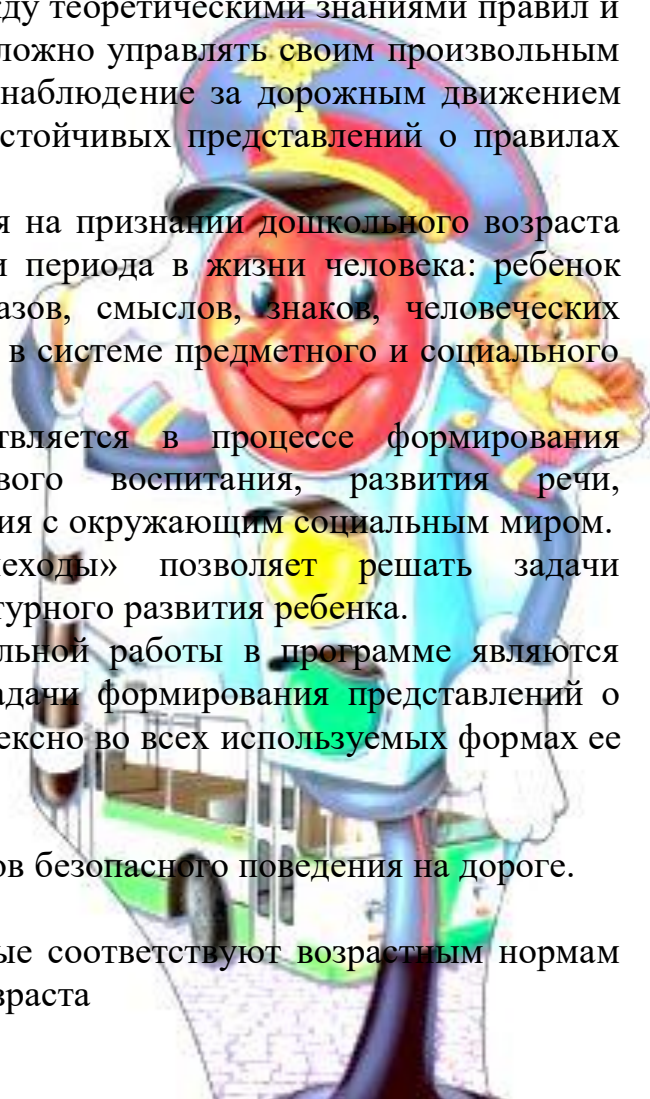 ду теоретическими знаниями правил и
ложно управлять своим произвольным
наблюдение за дорожным движением
стойчивых представлений о правилах
я на признании дошкольного возраста
и периода в жизни человека: ребенок
азов, смыслов, знаков, человеческих
в системе предметного и социального
твляется в процессе формирования
вого воспитания, развития речи,
ия с окружающим социальным миром.
еходы» позволяет решать задачи
турного развития ребенка.
льной работы в программе являются
адачи формирования представлений о
ексно во всех используемых формах ее
ов безопасного поведения на дороге.
ые соответствуют возрастным нормам
зраста